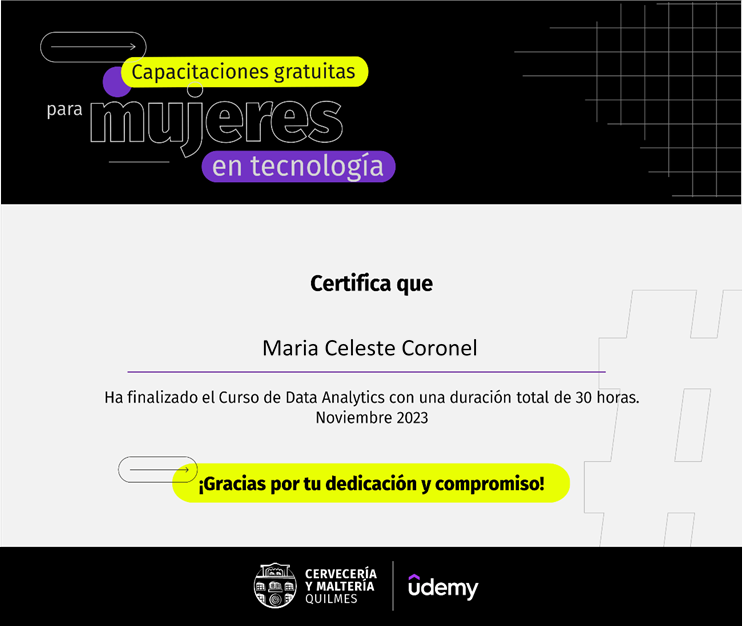 Capacitaciones gratuitas
para mujeres
en tecnología
Certifica que
Maria Celeste Coronel
Ha finalizado el Curso de Data Analytics con una duración total de 30 horas.
Noviembre 2023
¡Gracias por tu dedicación y compromiso!
CERVECERÍA
Y MALTERÍA
QUILMES
udemy